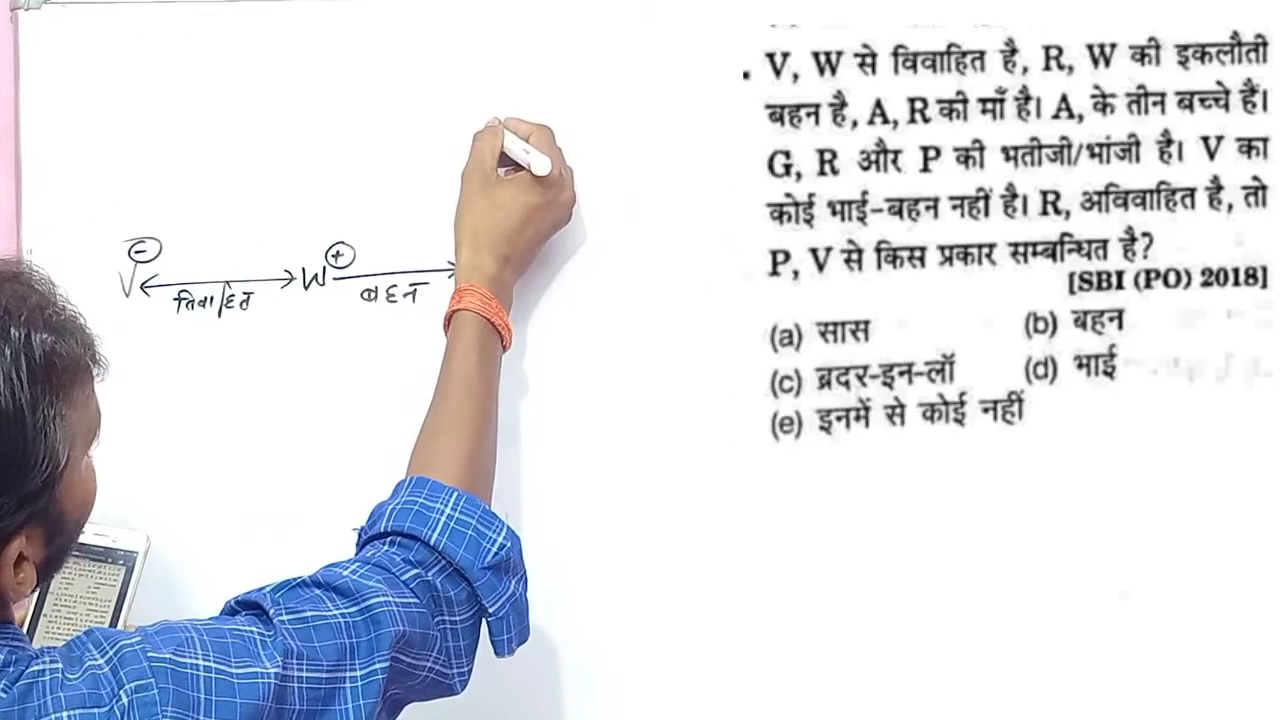 V, W से विवाहित है, R, W की इकलौती
बहन है, A, R की माँ है। A, के तीन बच्चे हैं।
G, R और P की भतीजी/भांजी है। V का
कोई भाई-बहन नहीं है। R, अविवाहित है, तो
P, V से किस प्रकार सम्बन्धित है?
[SBI (PO) 2018]
(a) सास (b) बहन
(c) ब्रदर-इन-लॉ (d) भाई
(e) इनमें से कोई नहीं
V W
विवाहित बहन